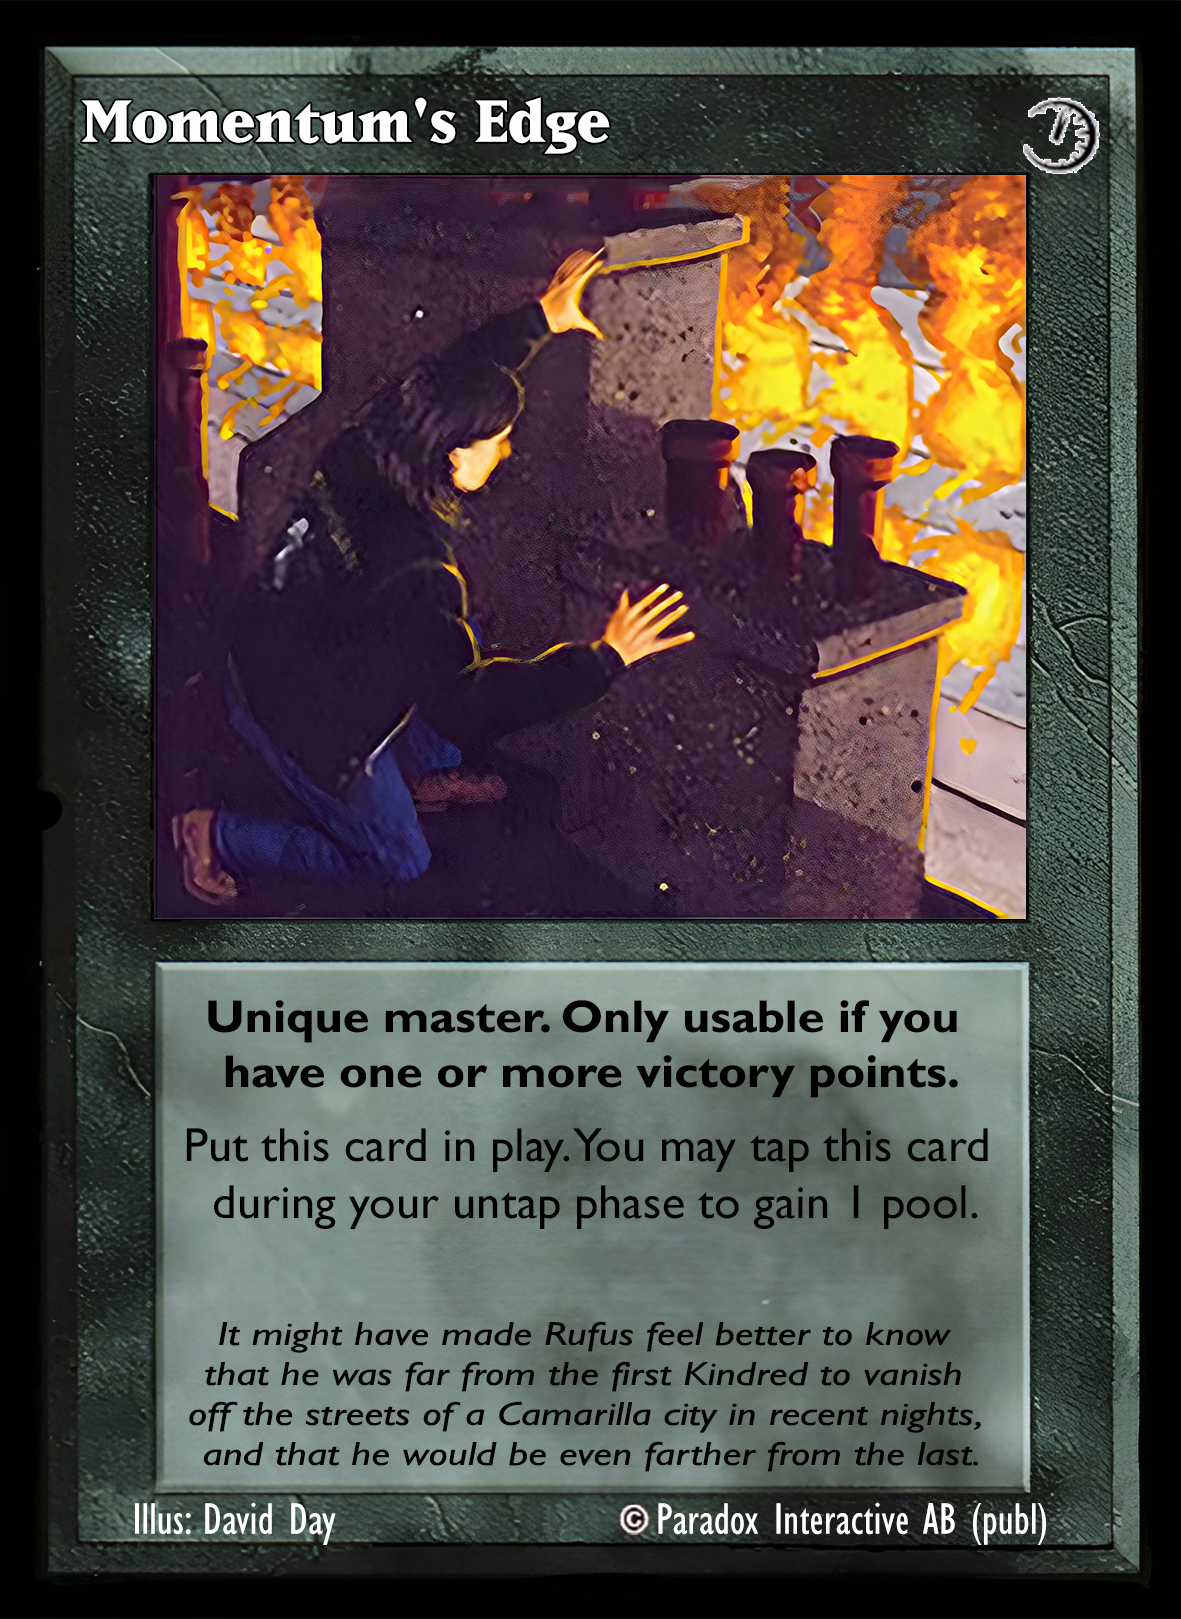 Momentum's Edge
Unique master. Only usable if you
have one or more victory points.
Put this card in play. You may tap this card
during your untap phase to gain 1 pool.
It might have made Rufus feel better to know
that he was far from the first Kindred to vanish
off the streets of a Camarilla city in recent nights,
and that he would be even farther from the last.
Illus: David Day © Paradox Interactive AB (publ)